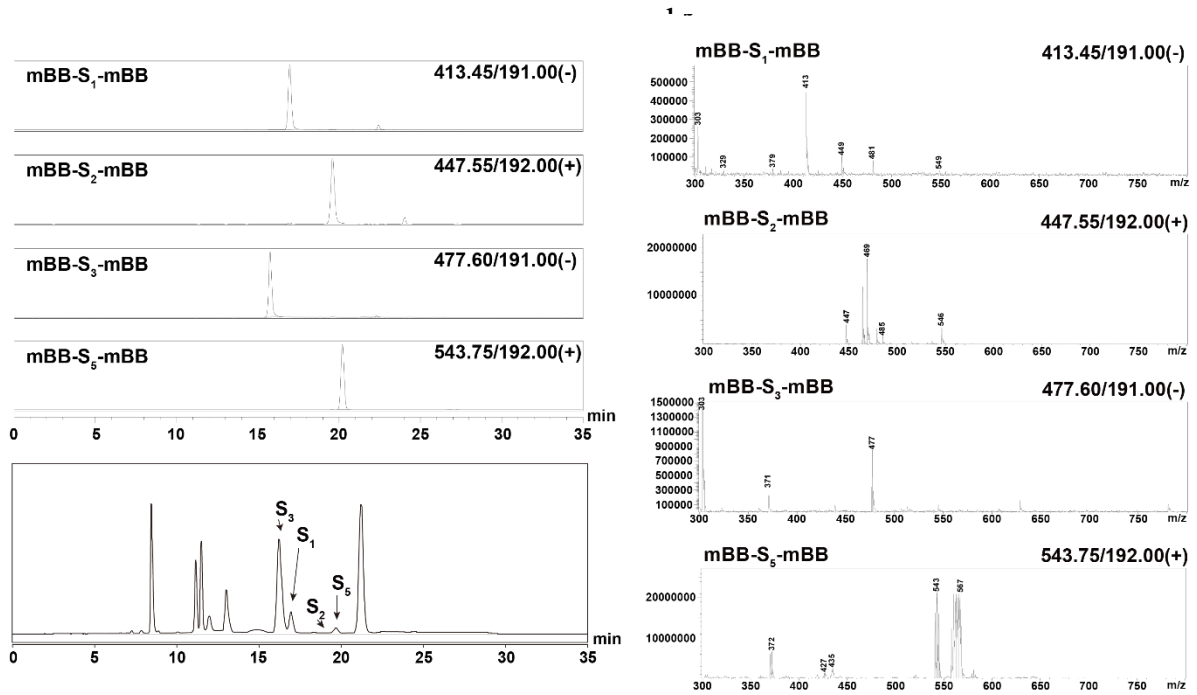 mBB-S1-mBB 413.45/191.00(-)
mBB-S2-mBB 447.55/192.00(+)
mBB-S3-mBB 477.60/191.00(-)
mBB-S5-mBB 543.75/192.00(+)
min
0 5 10 15 20 25 30 35
S3
S1
S2
S5
min
0 5 10 15 20 25 30 35
mBB-S1-mBB 413.45/191.00(-)
500000
400000
300000
200000
100000
303
329
379
413
449
481
549
300 350 400 450 500 550 600 650 700 750 m/z
mBB-S2-mBB 447.55/192.00(+)
20000000
10000000
447
469
485
546
300 350 400 450 500 550 600 650 700 750 m/z
mBB-S3-mBB 477.60/191.00(-)
1500000
1300000
1100000
900000
700000
500000
300000
100000
303
371
477
300 350 400 450 500 550 600 650 700 750 m/z
mBB-S5-mBB 543.75/192.00(+)
20000000
10000000
372
427
435
543
567
300 350 400 450 500 550 600 650 700 750 m/z